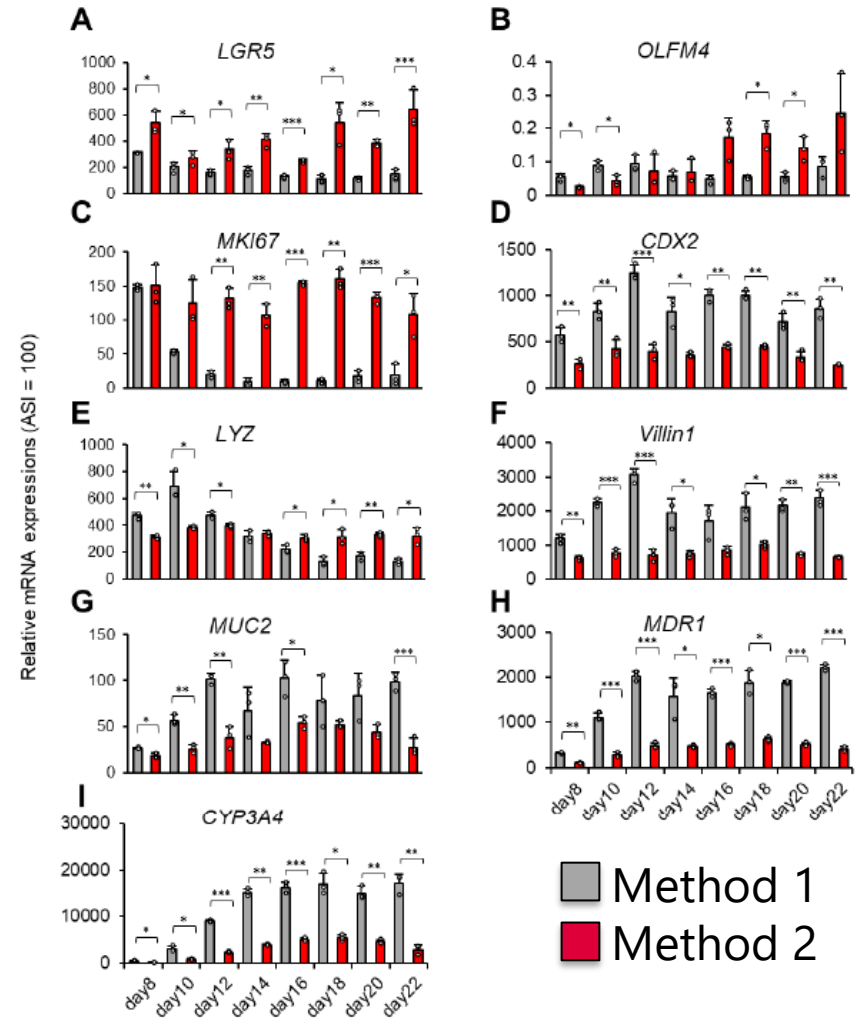 Relative mRNA expressions (ASI = 100)
A
LGR5
1000
800
600
400
200
0
* * * ** *** * ** ***
B
OLFM4
0.4
0.3
0.2
0.1
0
* * * *
C
MKI67
200
150
100
50
0
** ** *** ** *** *
D
CDX2
1500
1000
500
0
** ** *** * ** ** ** **
E
LYZ
1000
800
600
400
200
0
** * * * * ** *
F
Villin1
4000
3000
2000
1000
0
** *** *** * * ** ***
G
MUC2
150
100
50
0
* ** ** * ***
H
MDR1
3000
2000
1000
0
** *** *** * *** * *** ***
day8 day10 day12 day14 day16 day18 day20 day22
I
CYP3A4
30000
20000
10000
0
* * *** ** *** * ** **
day8 day10 day12 day14 day16 day18 day20 day22
Method 1
Method 2